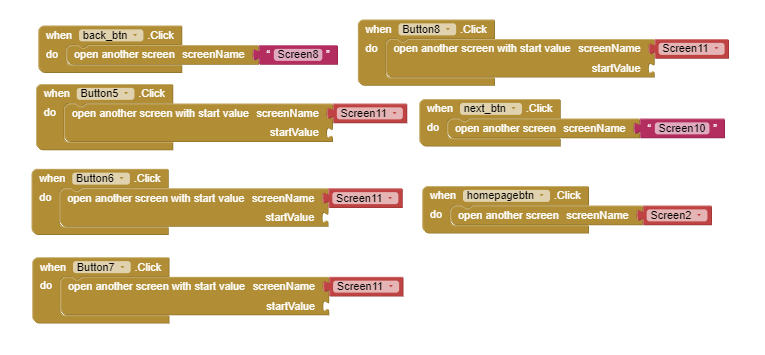 when back_btn .Click
do open another screen screenName " Screen8 "
when Button8 .Click
do open another screen with start value screenName Screen11
startValue
when Button5 .Click
do open another screen with start value screenName Screen11
startValue
when next_btn .Click
do open another screen screenName " Screen10 "
when Button6 .Click
do open another screen with start value screenName Screen11
startValue
when homepagebtn .Click
do open another screen screenName Screen2
when Button7 .Click
do open another screen with start value screenName Screen11
startValue